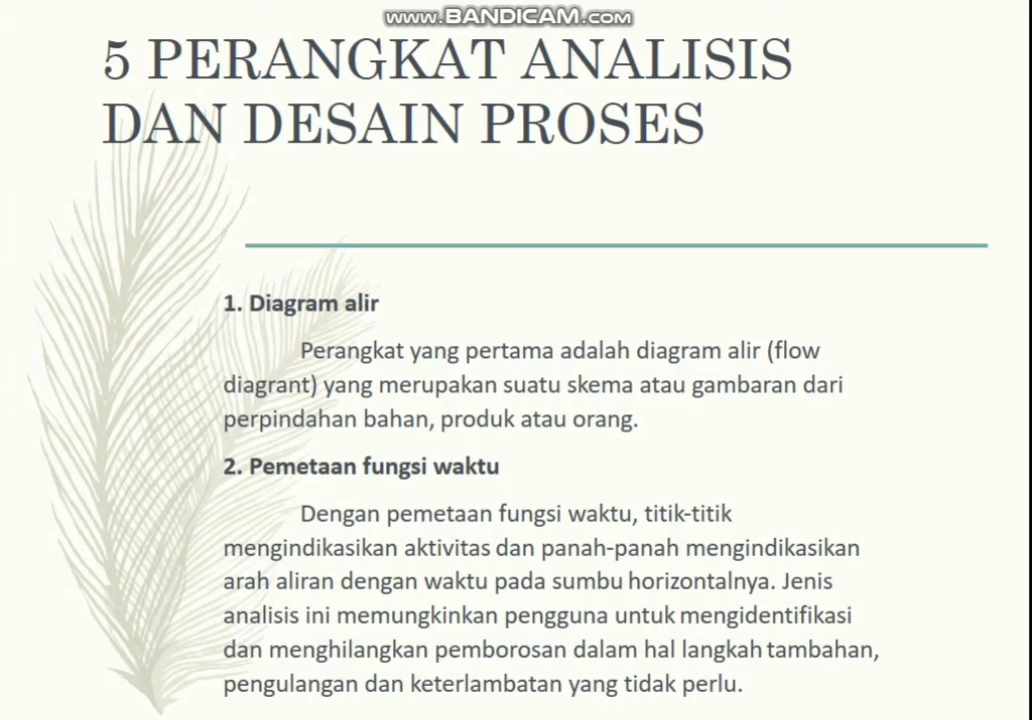 www.BANDICAM.COM
5 PERANGKAT ANALISIS
DAN DESAIN PROSES
1. Diagram alir
Perangkat yang pertama adalah diagram alir (flow
diagrant) yang merupakan suatu skema atau gambaran dari
perpindahan bahan, produk atau orang.
2. Pemetaan fungsi waktu
Dengan pemetaan fungsi waktu, titik-titik
mengindikasikan aktivitas dan panah-panah mengindikasikan
arah aliran dengan waktu pada sumbu horizontalnya. Jenis
analisis ini memungkinkan pengguna untuk mengidentifikasi
dan menghilangkan pemborosan dalam hal langkah tambahan,
pengulangan dan keterlambatan yang tidak perlu.